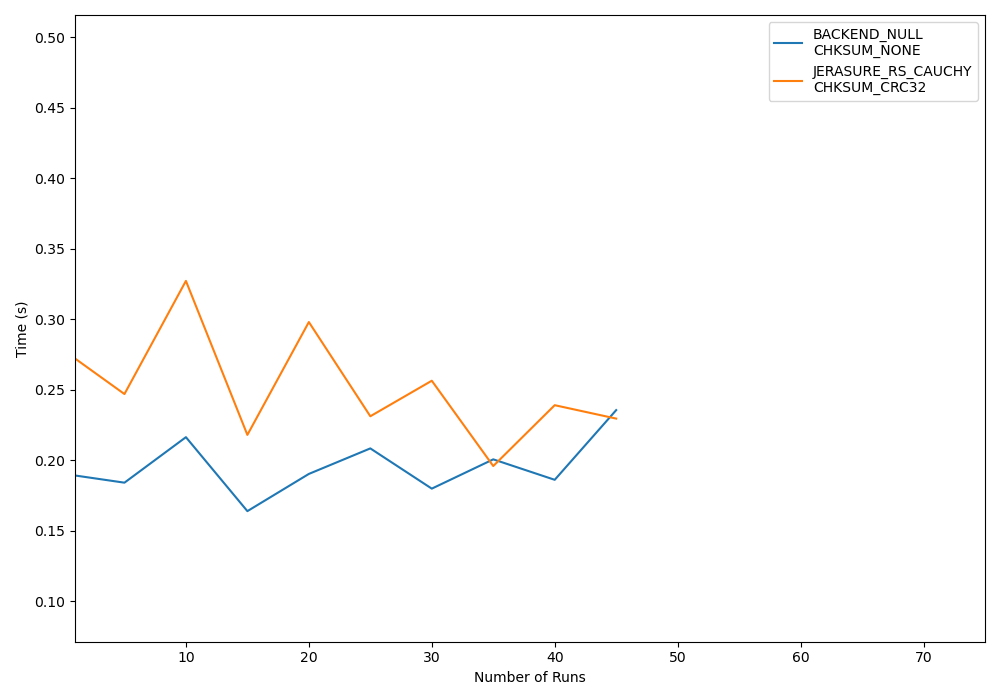 0.50
0.45
0.40
0.35
0.30
0.25
0.20
0.15
0.10
Time (s)
BACKEND_NULL
CHKSUM_NONE
JERASURE_RS_CAUCHY
CHKSUM_CRC32
10 20 30 40 50 60 70
Number of Runs